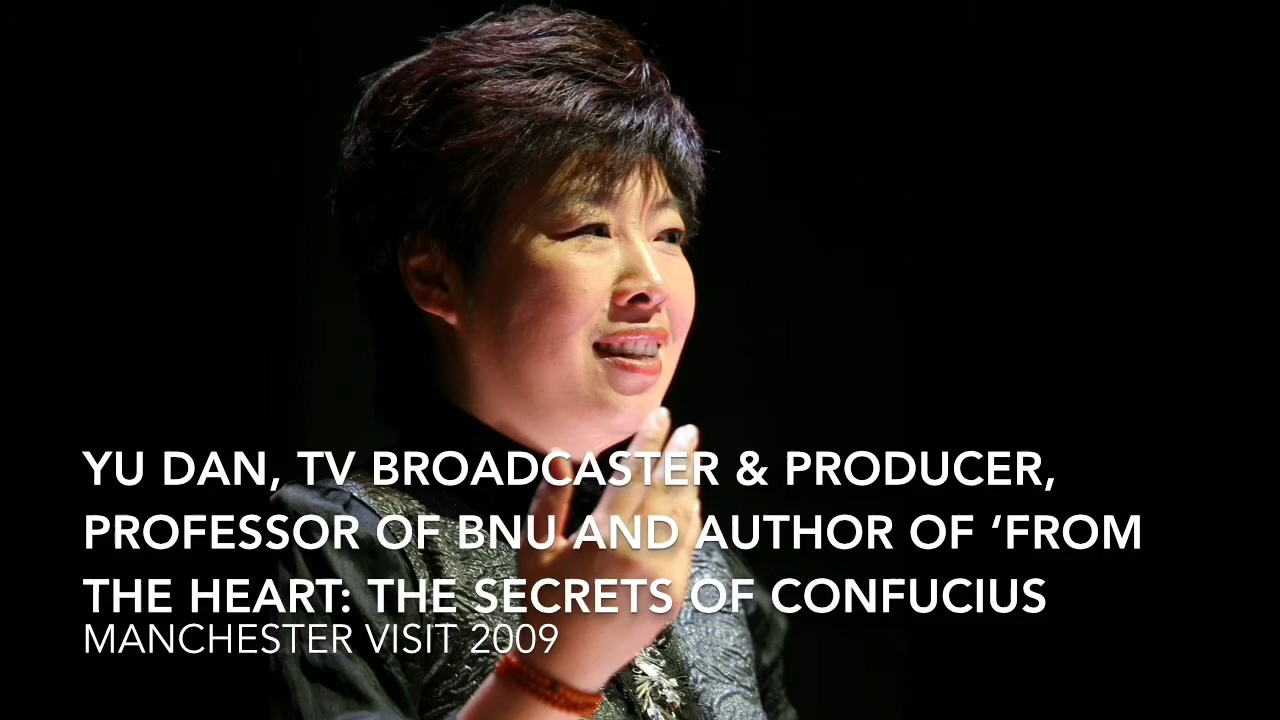 YU DAN, TV BROADCASTER & PRODUCER,
PROFESSOR OF BNU AND AUTHOR OF ‘FROM
THE HEART: THE SECRETS OF CONFUCIUS
MANCHESTER VISIT 2009